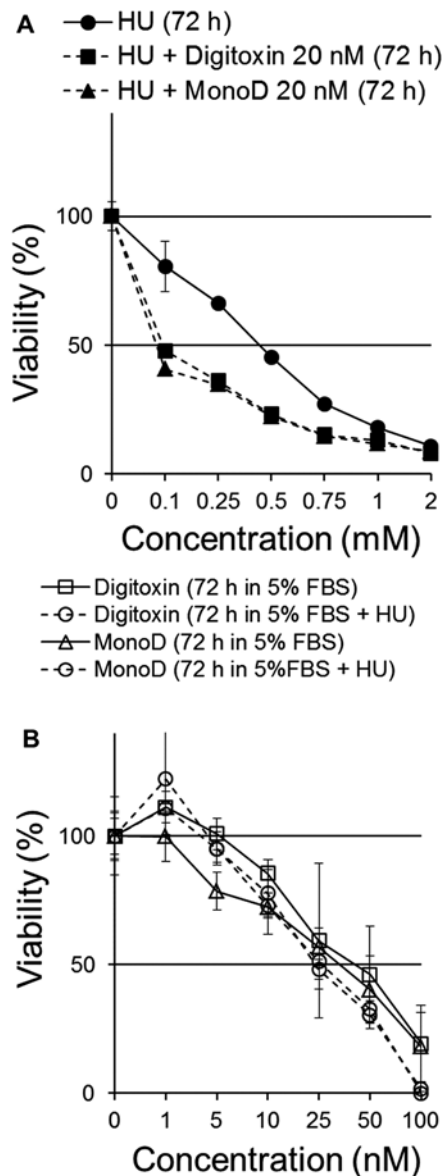 A
HU (72 h)
HU + Digitoxin 20 nM (72 h)
HU + MonoD 20 nM (72 h)
Viability (%)
100
50
0
0 0.1 0.25 0.5 0.75 1 2
Concentration (mM)
Digitoxin (72 h in 5% FBS)
Digitoxin (72 h in 5% FBS + HU)
MonoD (72 h in 5% FBS)
MonoD (72 h in 5%FBS + HU)
B
Viability (%)
100
50
0
0 1 5 10 25 50 100
Concentration (nM)